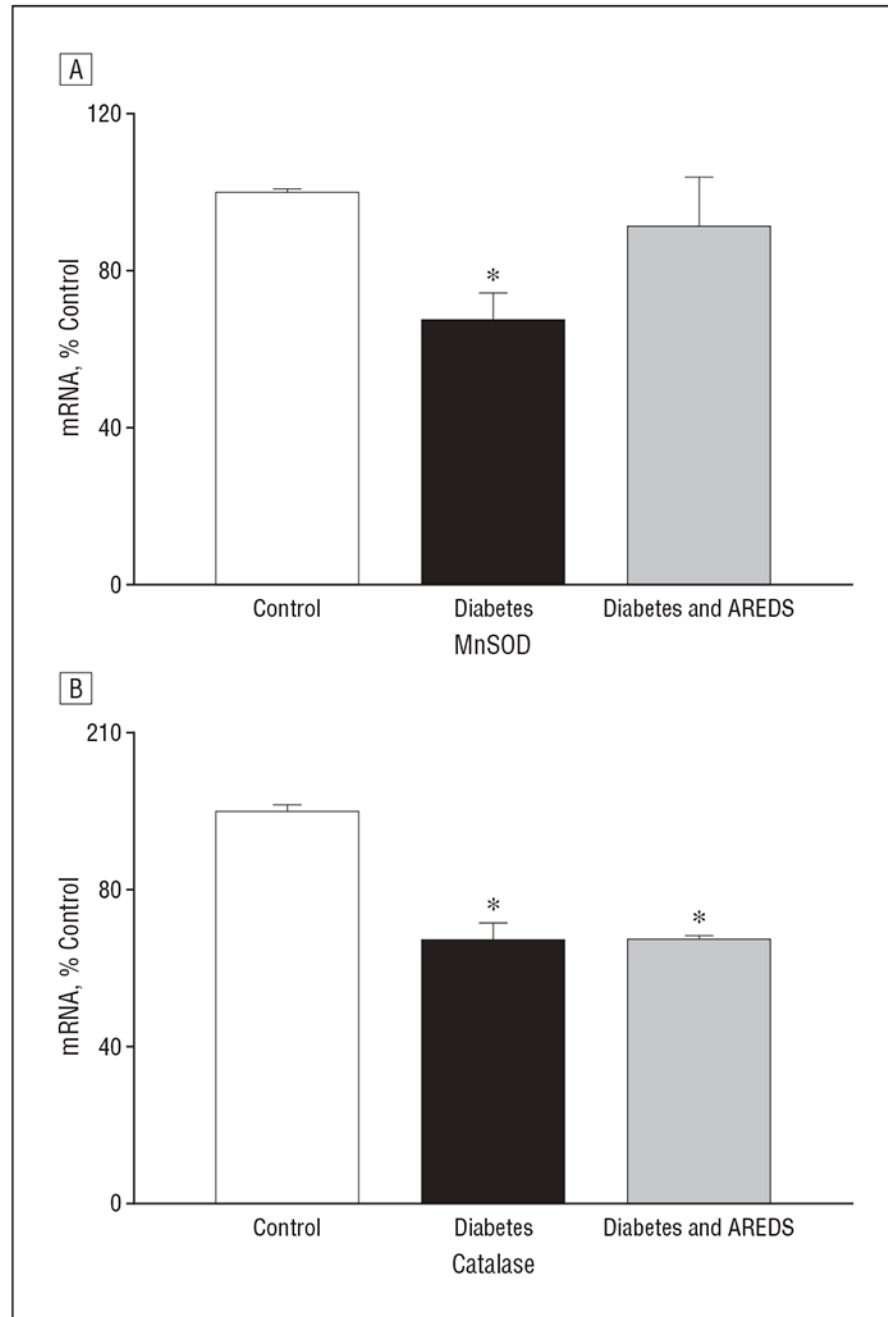 A
120
80
40
0
mRNA, % Control
*
Control Diabetes Diabetes and AREDS
MnSOD
B
210
80
40
0
mRNA, % Control
* *
Control Diabetes Diabetes and AREDS
Catalase